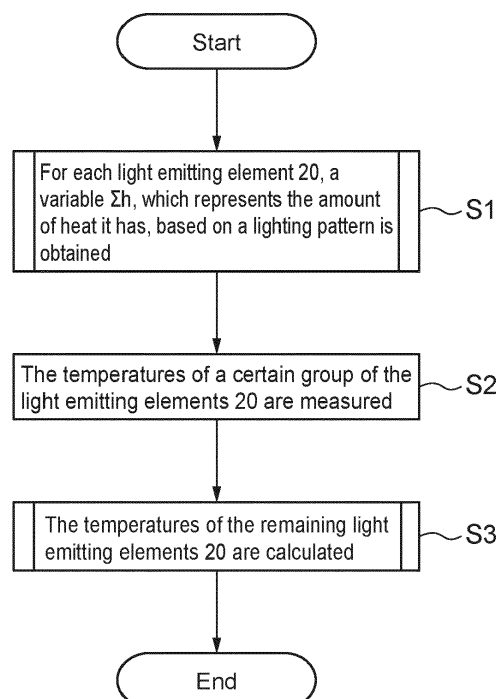 Start
For each light emitting element 20, a
variable Σh, which represents the amount
of heat it has, based on a lighting pattern is
obtained
S1
The temperatures of a certain group of the
light emitting elements 20 are measured
S2
The temperatures of the remaining light
emitting elements 20 are calculated
S3
End